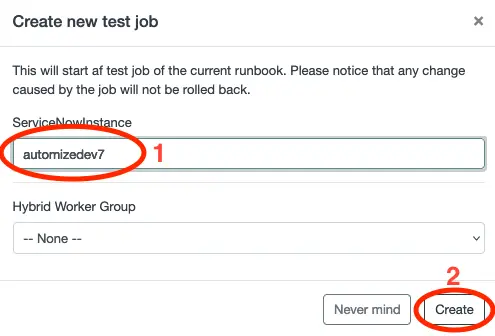 Create new test job ×
This will start af test job of the current runbook. Please notice that any change
caused by the job will not be rolled back.
ServiceNowInstance
automizedev7 1
Hybrid Worker Group
-- None --
2
Never mind Create